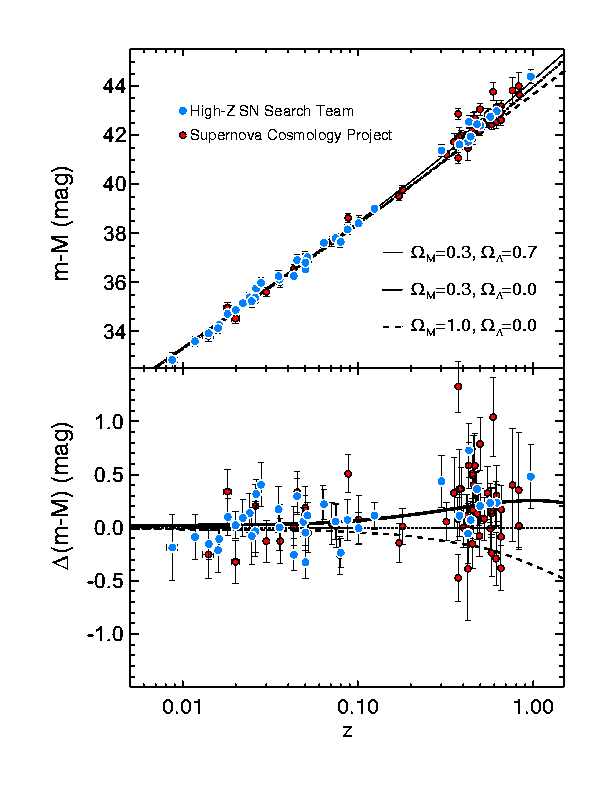 44
42
40
38
36
34
m-M (mag)
High-Z SN Search Team
Supernova Cosmology Project
Ω_M=0.3, Ω_Λ=0.7
Ω_M=0.3, Ω_Λ=0.0
Ω_M=1.0, Ω_Λ=0.0
1.0
0.5
0.0
-0.5
-1.0
Δ(m-M) (mag)
0.01
0.10
1.00
z